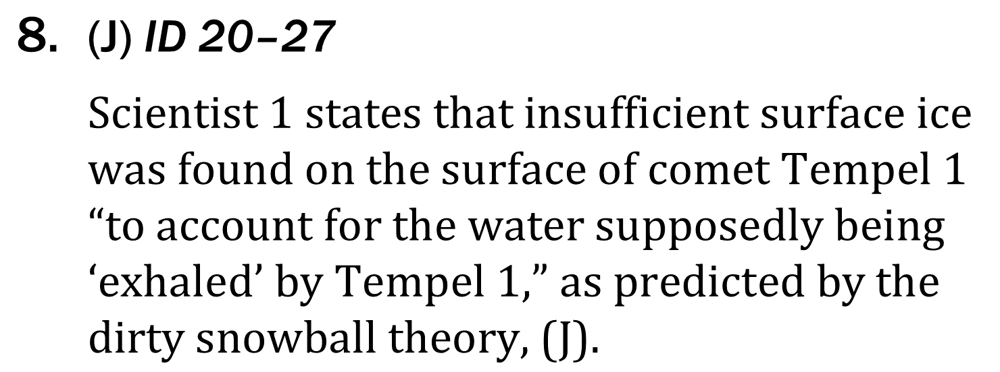 8. (J) ID 20–27
Scientist 1 states that insufficient surface ice
was found on the surface of comet Tempel 1
“to account for the water supposedly being
‘exhaled’ by Tempel 1,” as predicted by the
dirty snowball theory, (J).